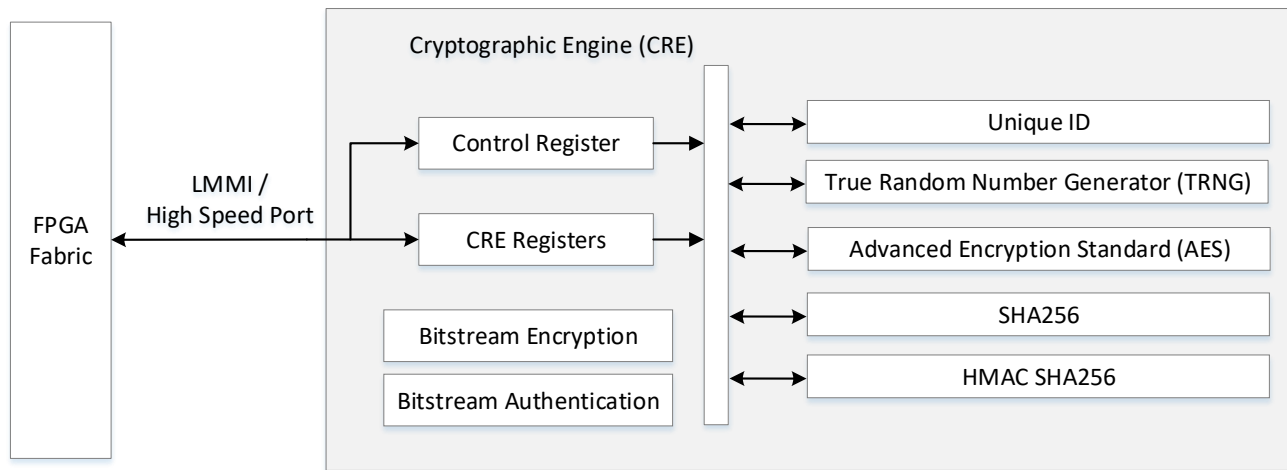 Cryptographic Engine (CRE)
FPGA
Fabric
LMMI /
High Speed Port
Control Register
CRE Registers
Bitstream Encryption
Bitstream Authentication
Unique ID
True Random Number Generator (TRNG)
Advanced Encryption Standard (AES)
SHA256
HMAC SHA256